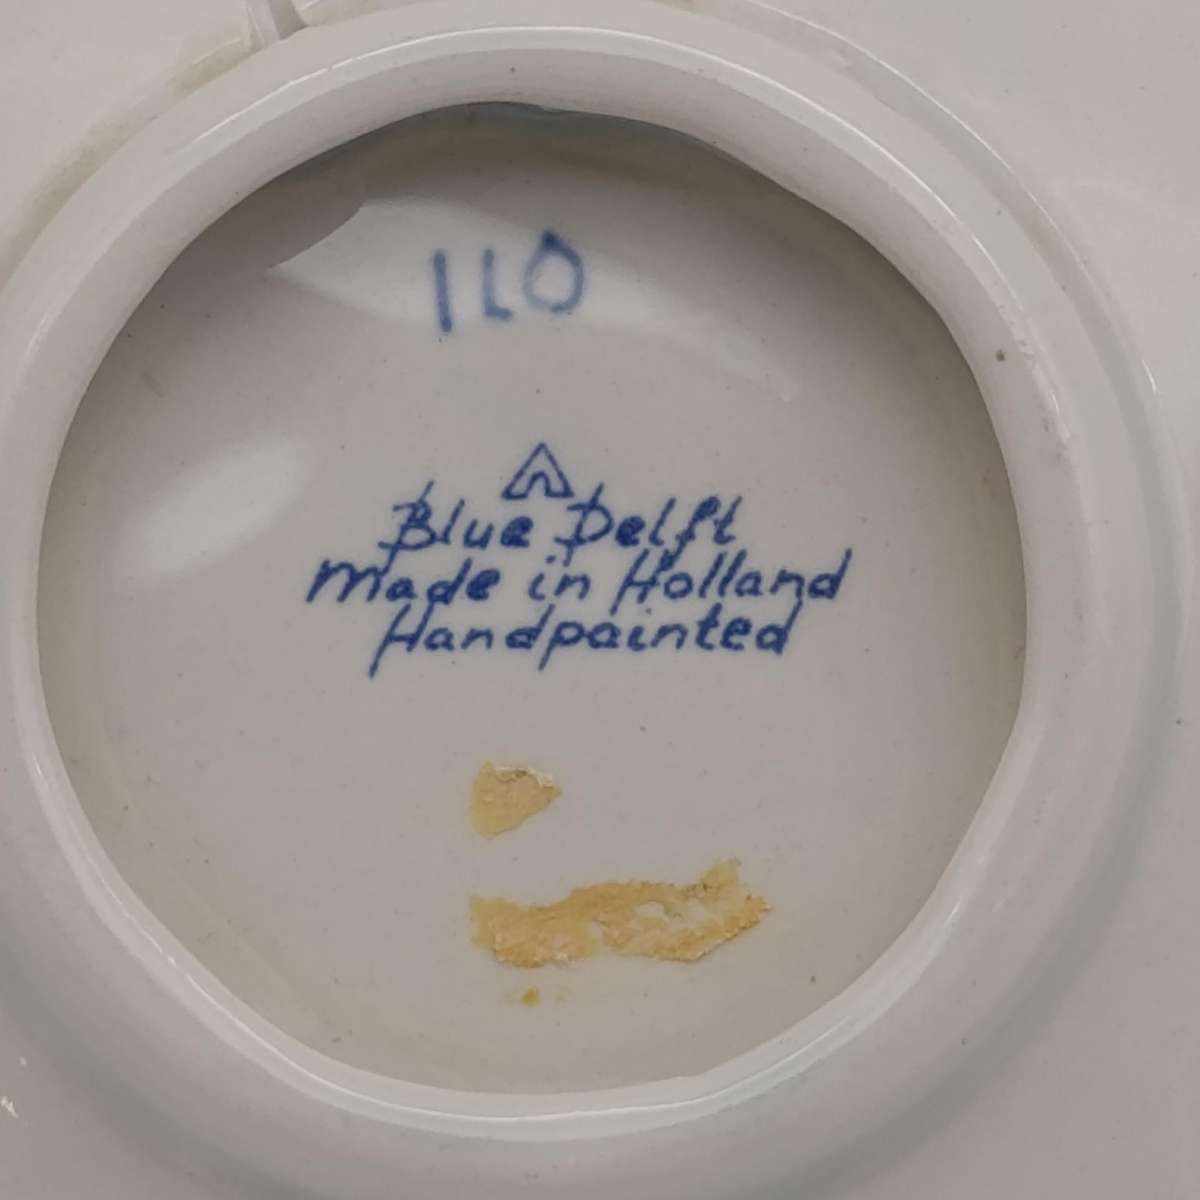 110
Blue Delft
Made in Holland
Handpainted